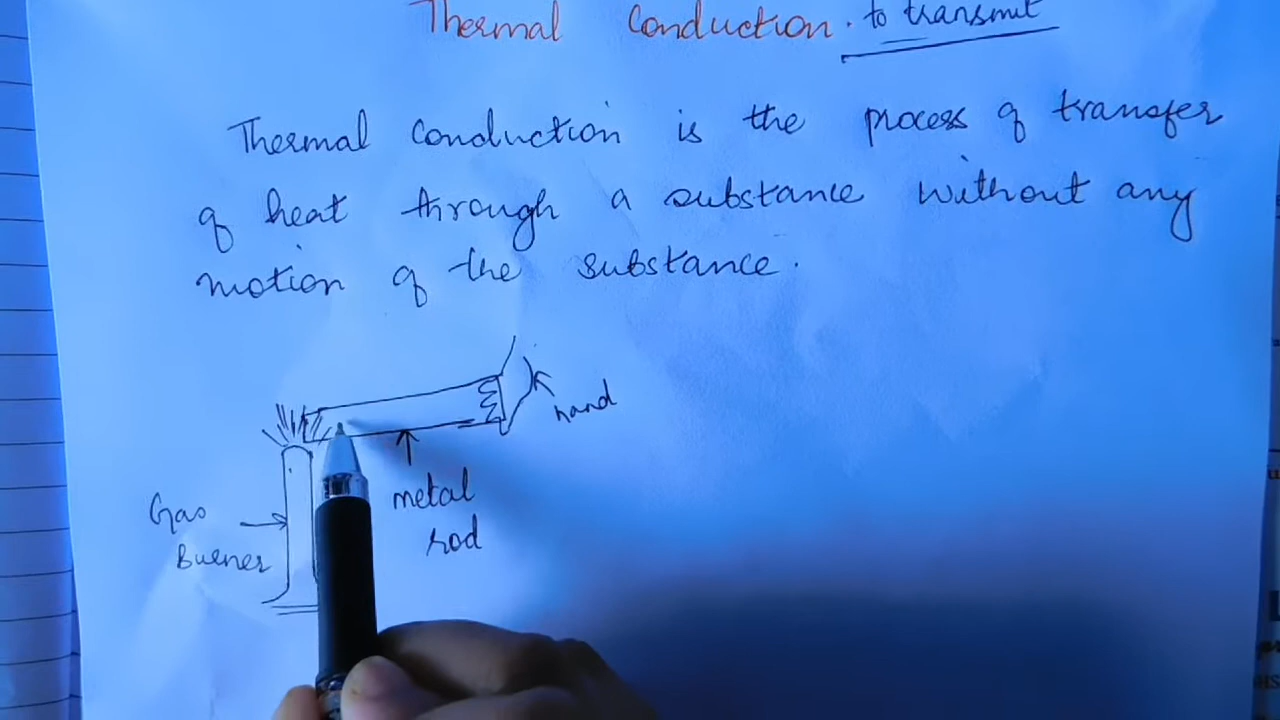 Thermal Conduction. to transmit
Thermal Conduction is the process of transfer
of heat through a substance without any
motion of the substance.
hand
metal
rod
Gas
Burner